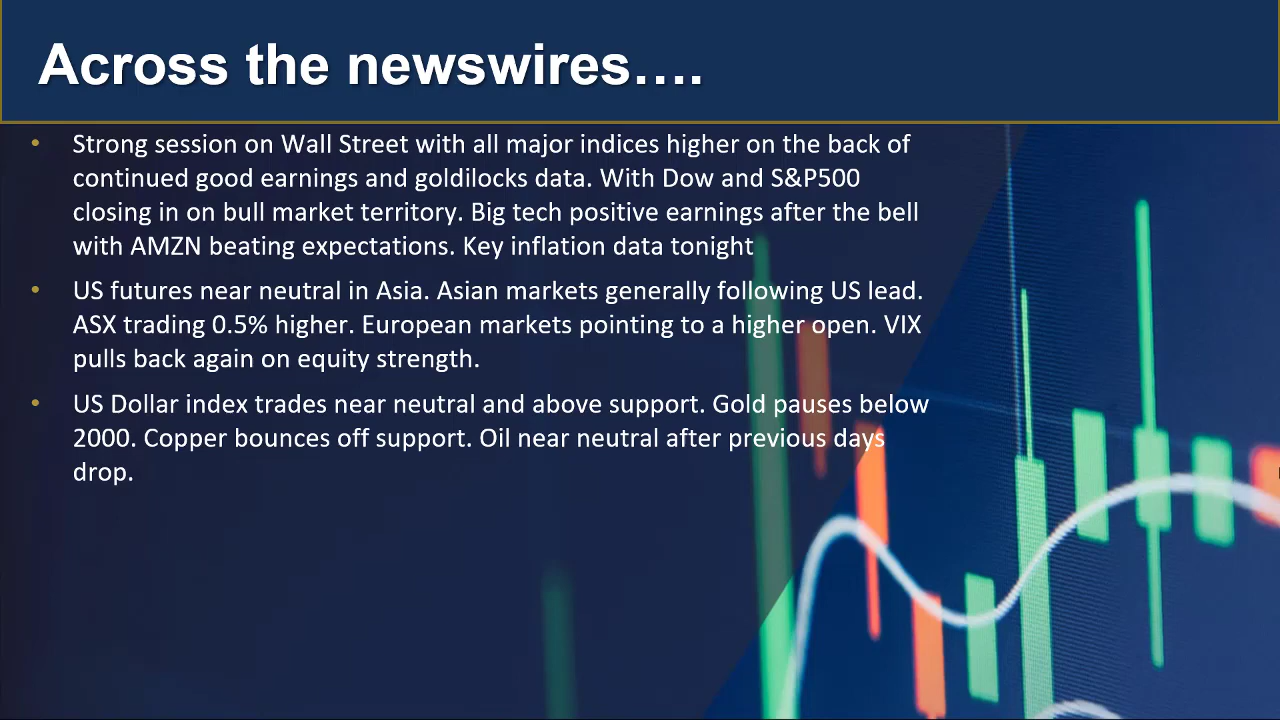 Across the newswires....
• Strong session on Wall Street with all major indices higher on the back of
continued good earnings and goldilocks data. With Dow and S&P500
closing in on bull market territory. Big tech positive earnings after the bell
with AMZN beating expectations. Key inflation data tonight
• US futures near neutral in Asia. Asian markets generally following US lead.
ASX trading 0.5% higher. European markets pointing to a higher open. VIX
pulls back again on equity strength.
• US Dollar index trades near neutral and above support. Gold pauses below
2000. Copper bounces off support. Oil near neutral after previous days
drop.